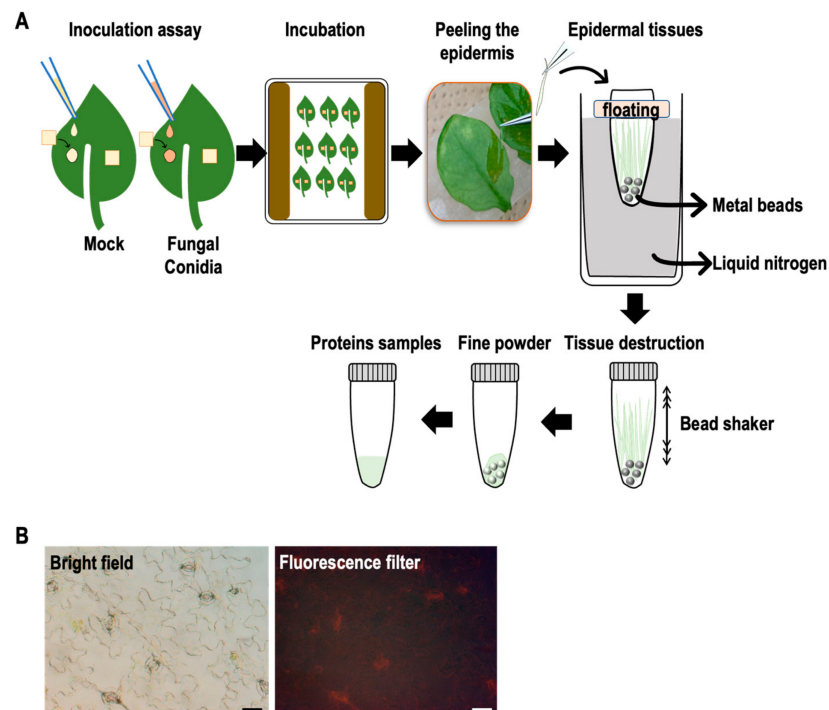 A
Inoculation assay
Incubation
Peeling the
epidermis
Epidermal tissues
floating
Metal beads
Liquid nitrogen
Mock
Fungal
Conidia
Proteins samples
Fine powder
Tissue destruction
Bead shaker
B
Bright field
Fluorescence filter